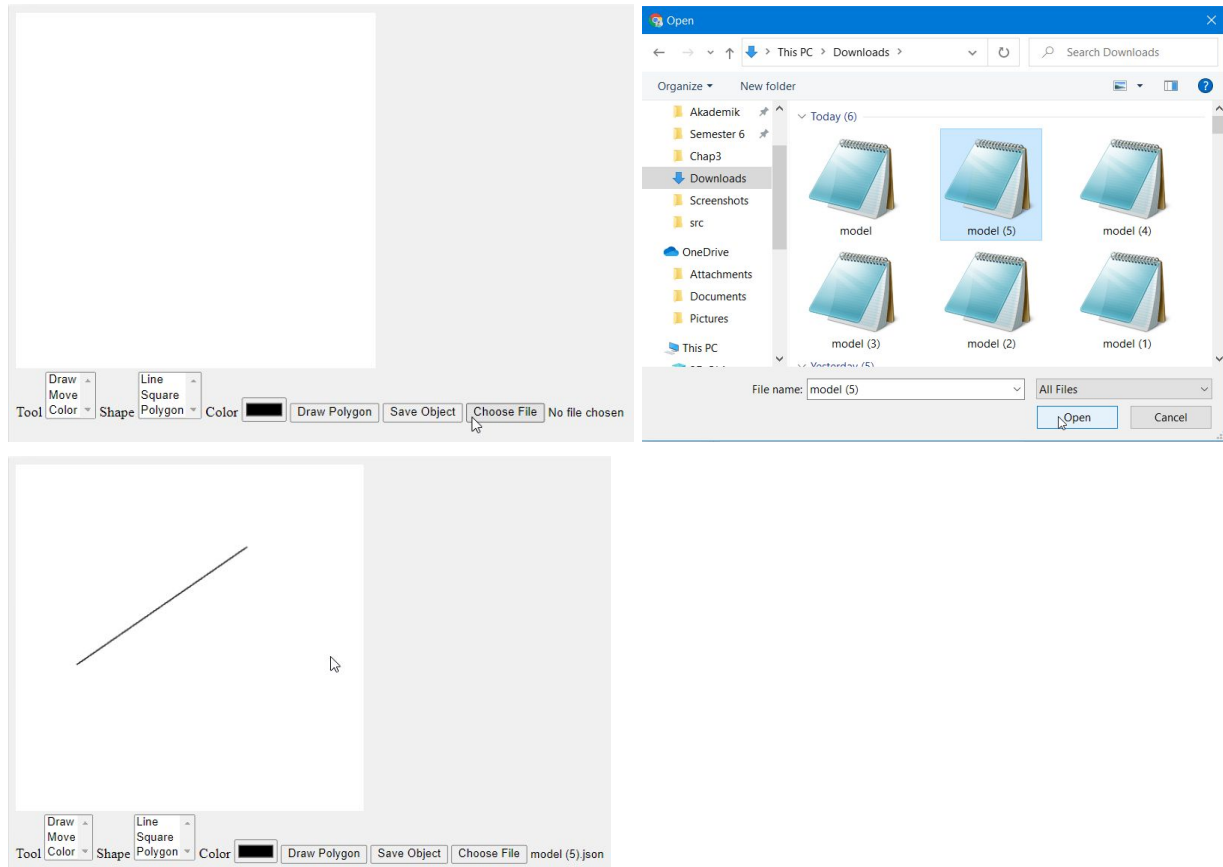 Draw
Move
Tool Color Shape
Line
Square
Polygon Color Draw Polygon Save Object Choose File No file chosen
Open
This PC > Downloads >
Search Downloads
Organize New folder
Akademik
Semester 6
Chap3
Downloads
Screenshots
src
OneDrive
Attachments
Documents
Pictures
This PC
Today (6)
model
model (5)
model (4)
model (3)
model (2)
model (1)
Yesterday (5)
File name: model (5) All Files
Open Cancel
Draw
Move
Tool Color Shape
Line
Square
Polygon Color Draw Polygon Save Object Choose File model (5).json